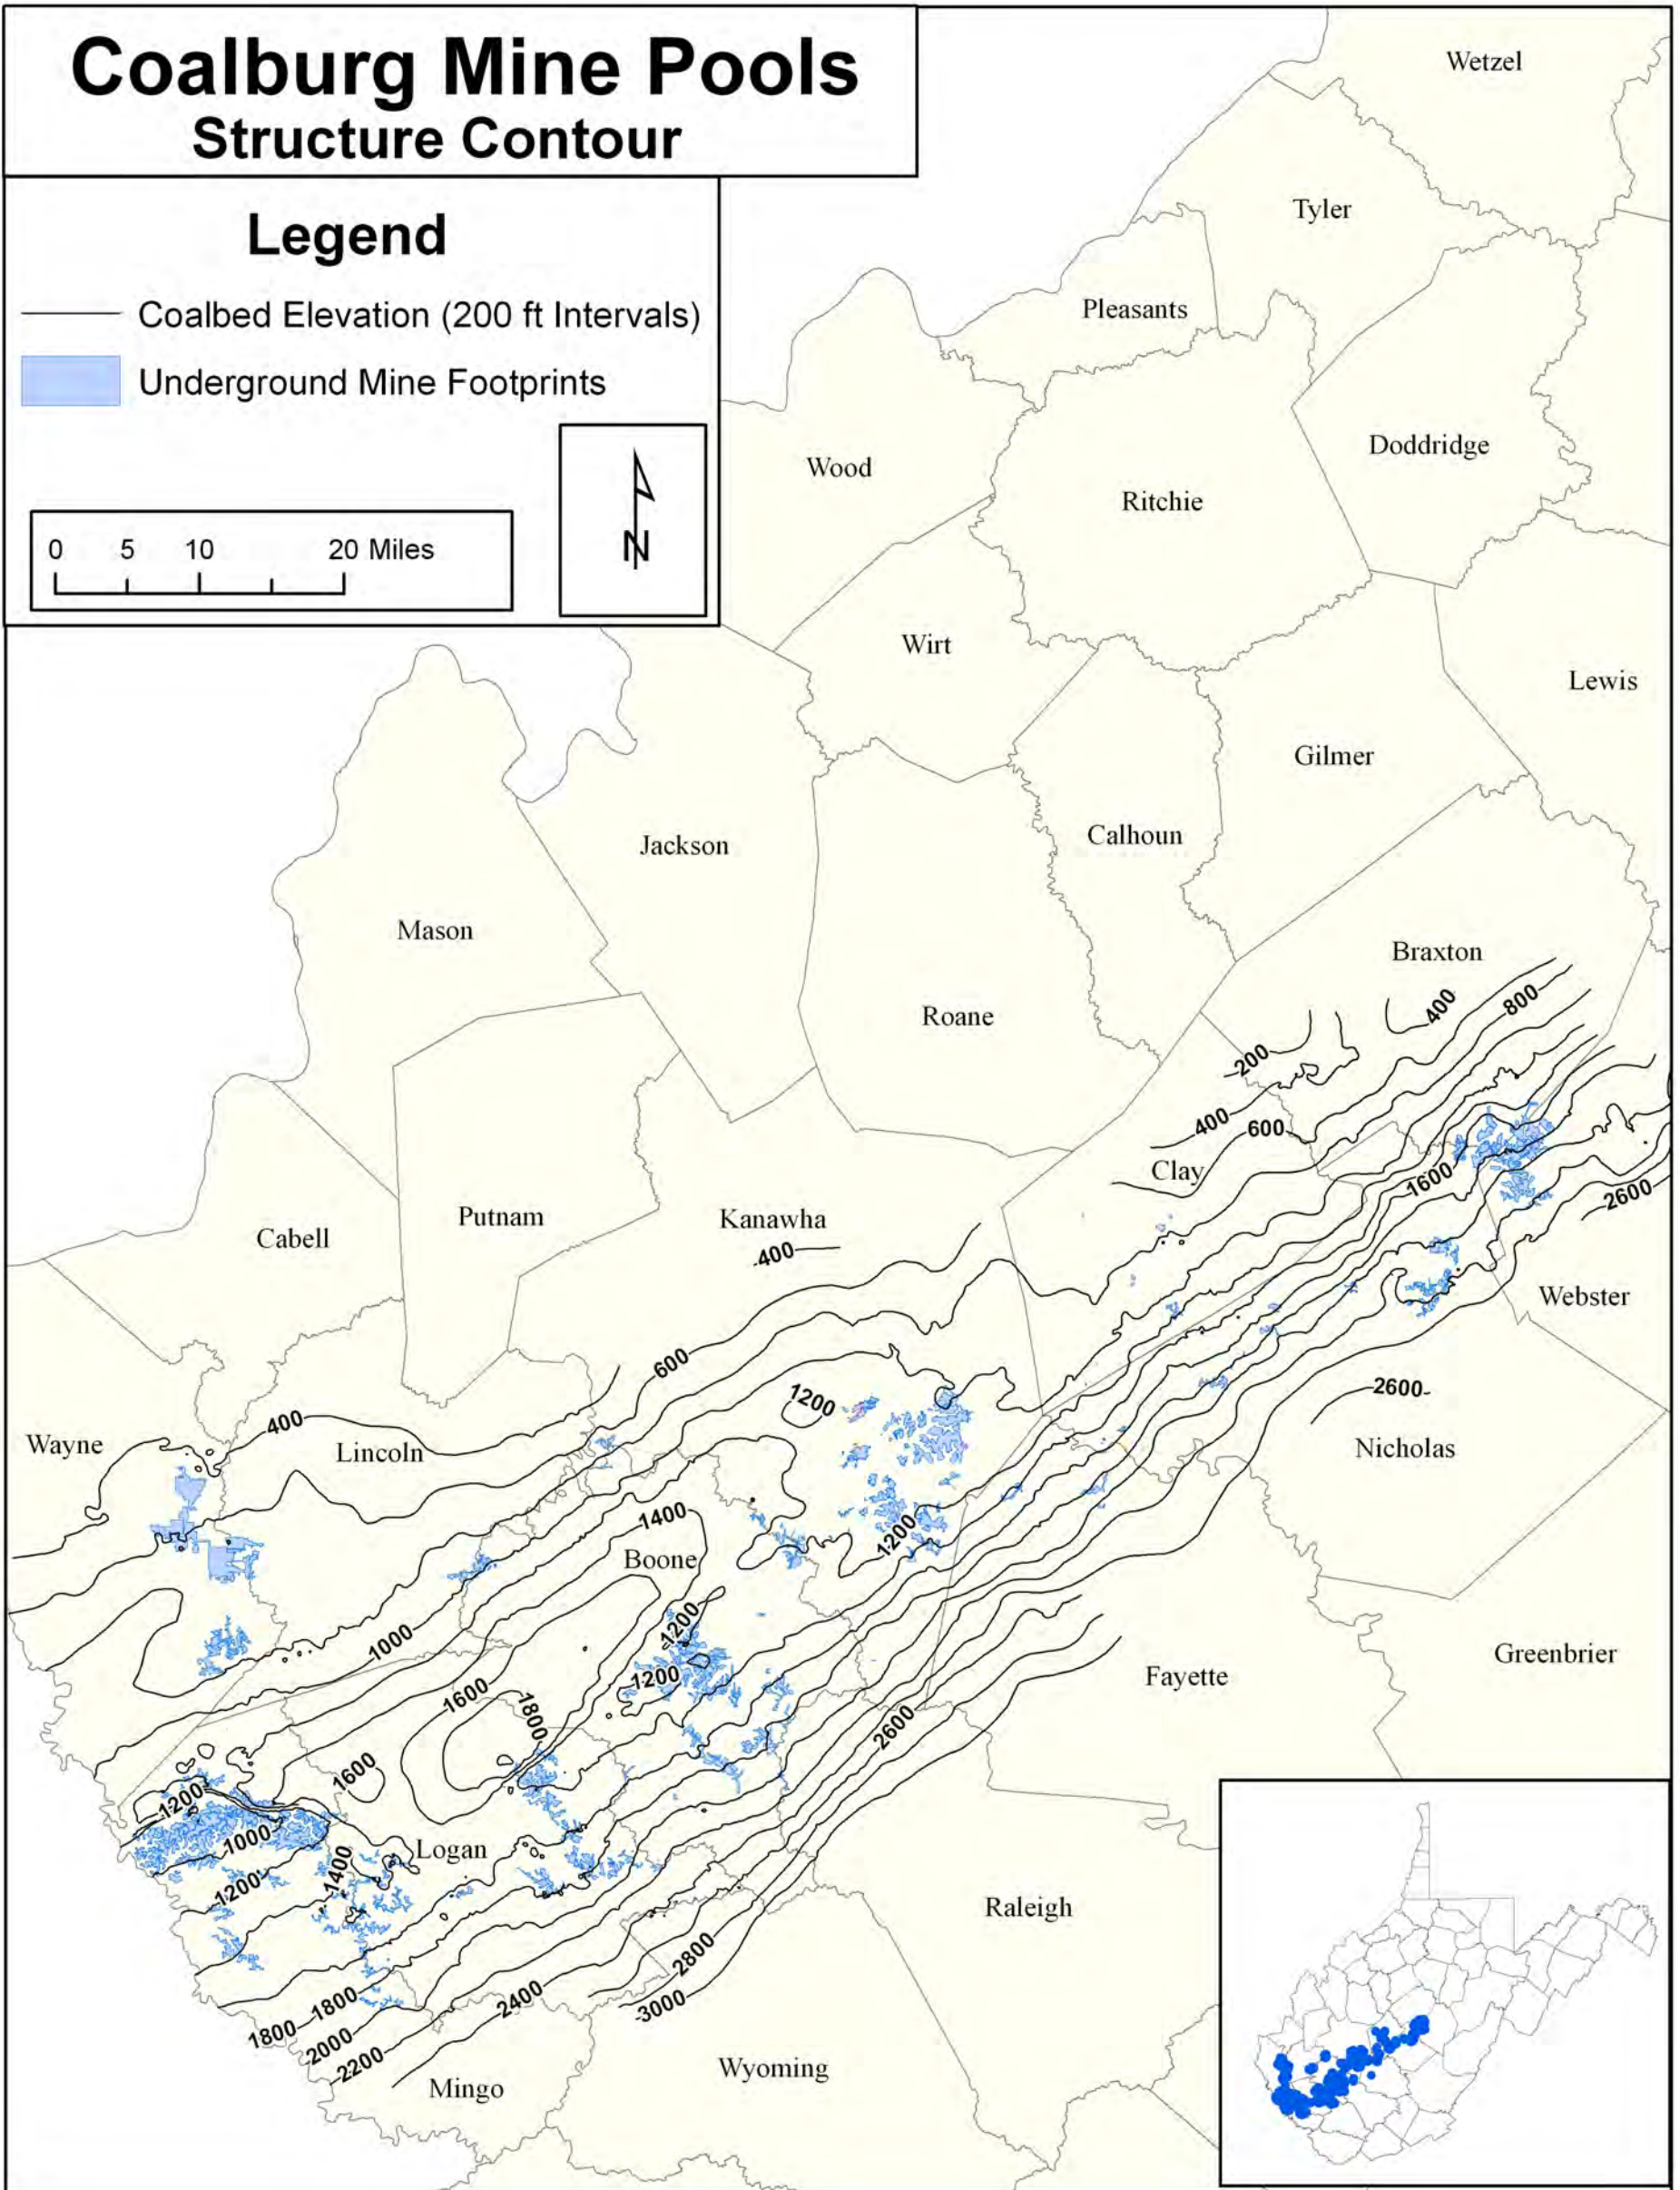 Coalburg Mine Pools
Structure Contour
Legend
Coalbed Elevation (200 ft Intervals)
Underground Mine Footprints
0 5 10 20 Miles
N
Wetzel
Tyler
Pleasants
Doddridge
Wood
Ritchie
Wirt
Lewis
Gilmer
Calhoun
Jackson
Mason
Braxton
Roane
400
800
200
400
600
Clay
1600
2600
Putnam
Kanawha
Cabell
400
Webster
600
2600
1200
400
Wayne
Lincoln
Nicholas
1400
1200
Boone
1200
1000
1200
Greenbrier
Fayette
1600
1800
2600
1600
1200
1000
Logan
1400
1200
Raleigh
2800
1800
2400
3000
1800
2000
2200
Wyoming
Mingo